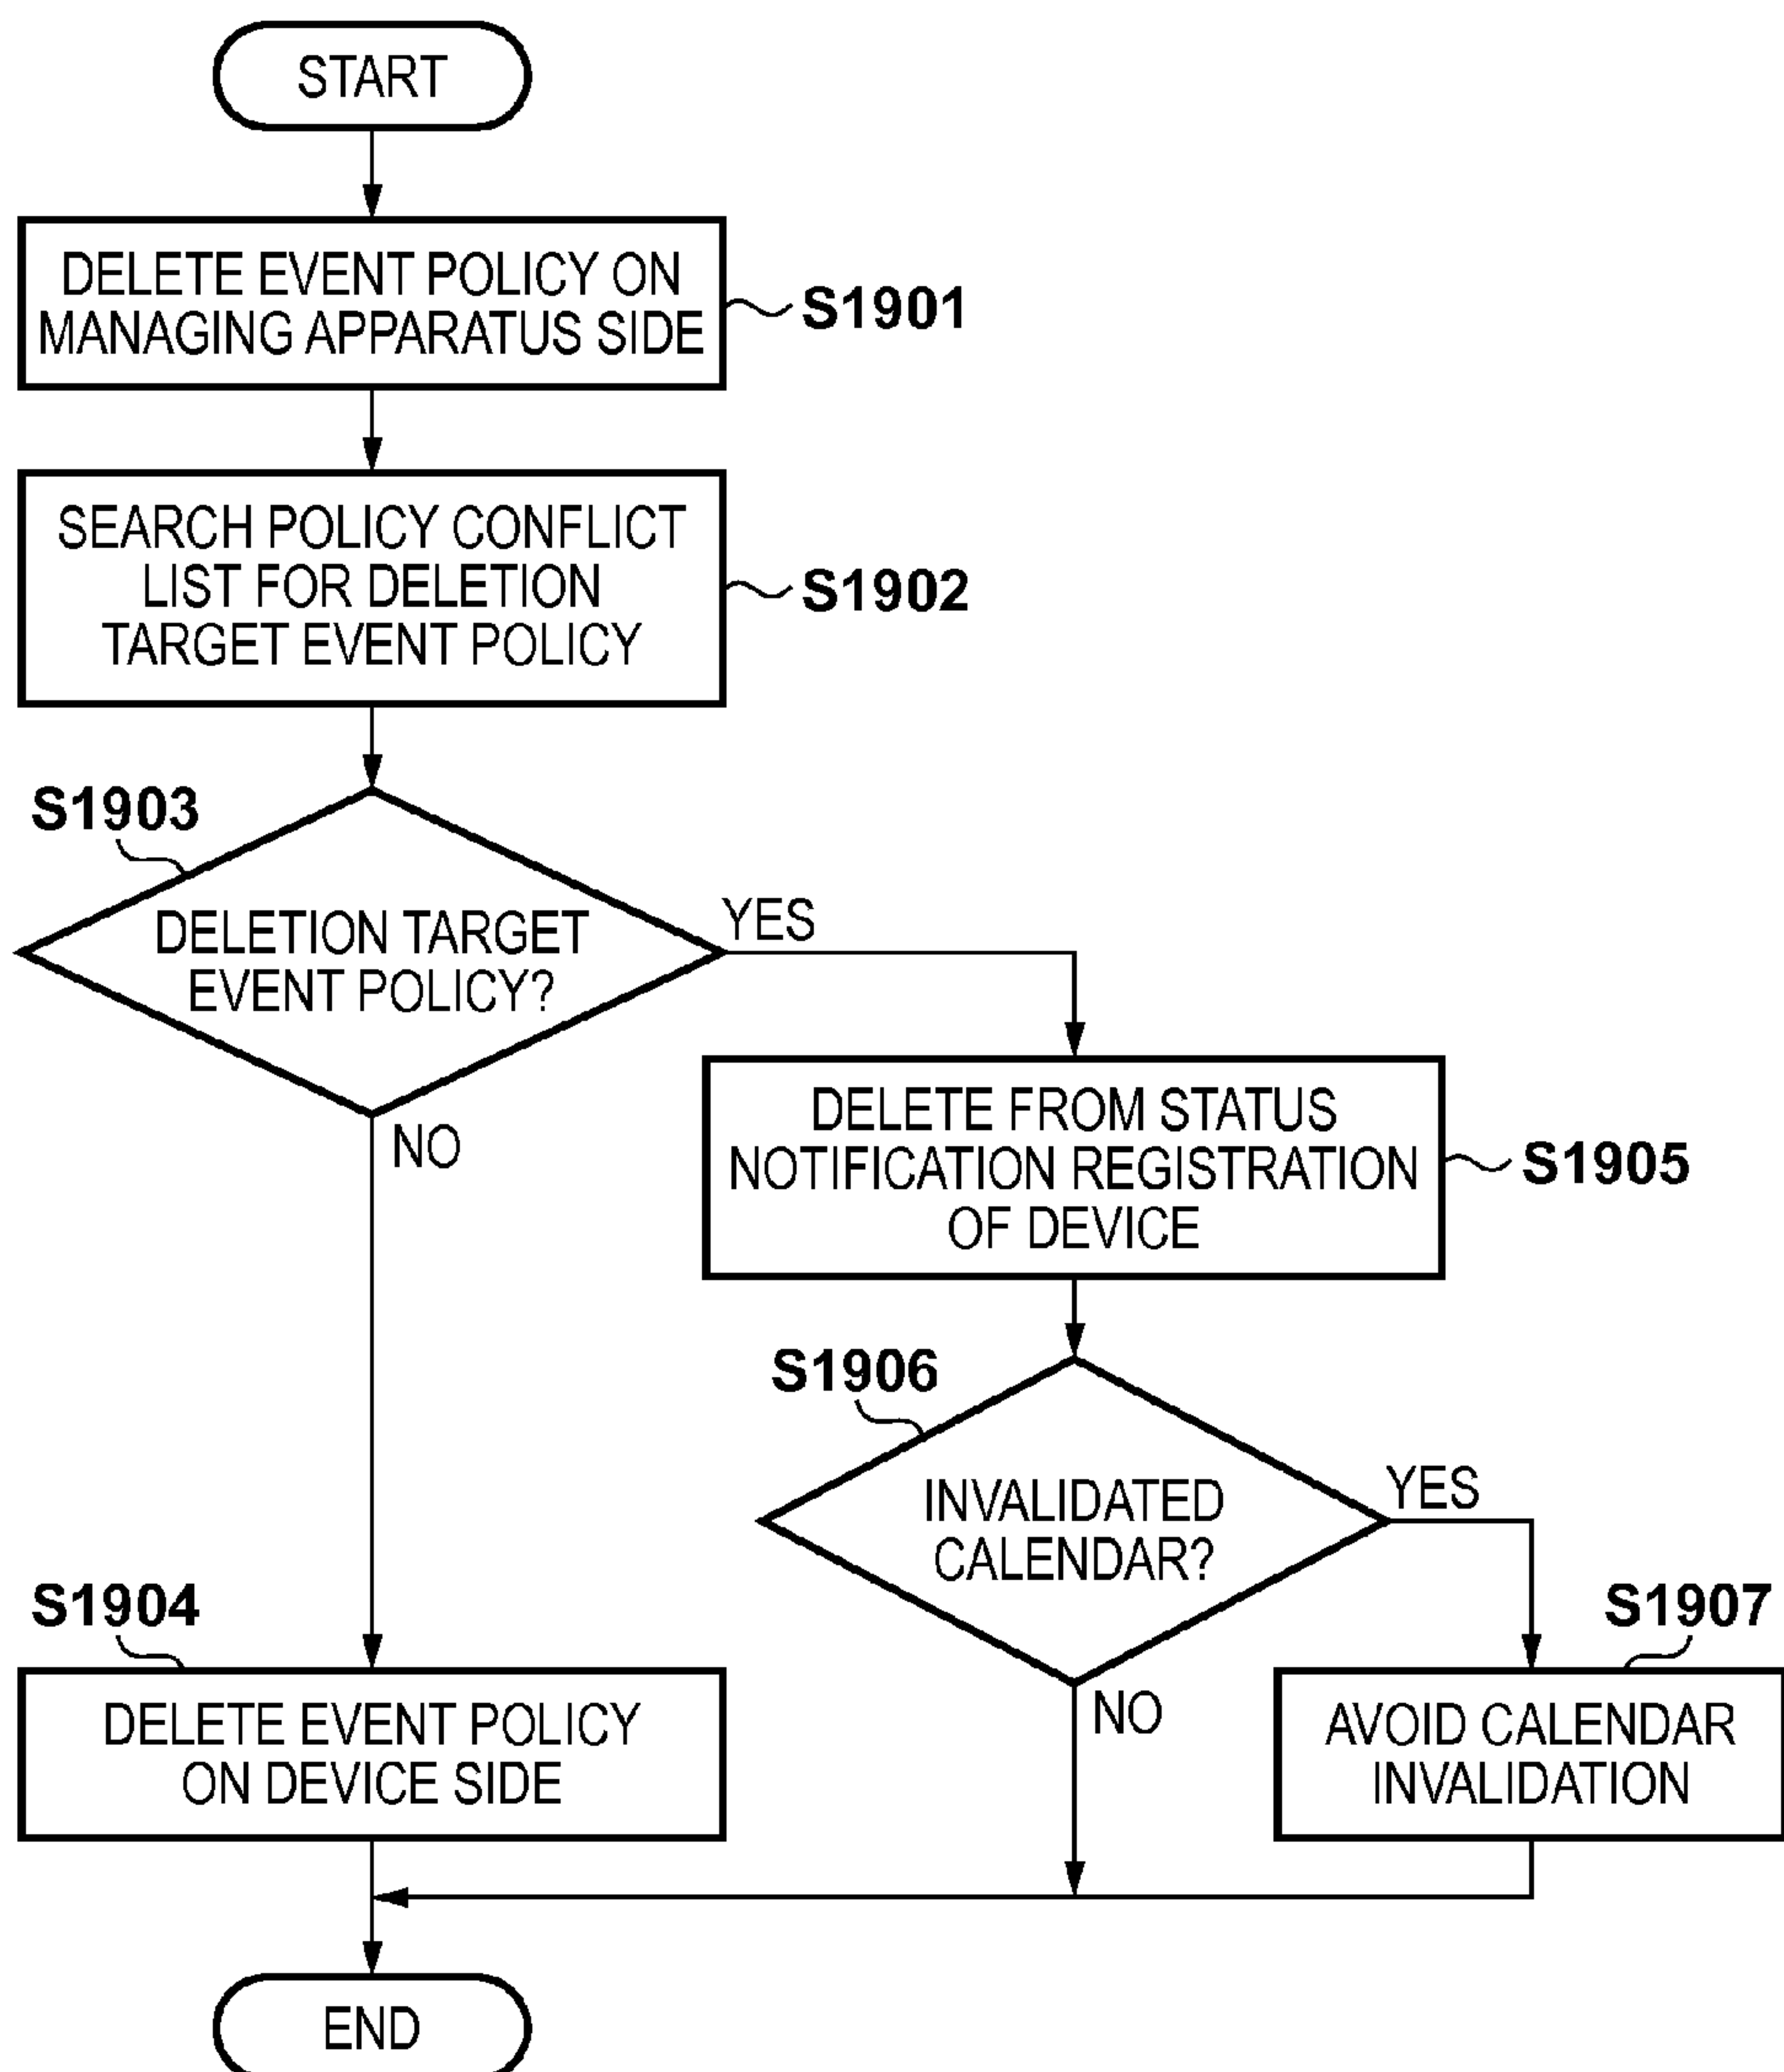 START
DELETE EVENT POLICY ON
MANAGING APPARATUS SIDE
S1901
SEARCH POLICY CONFLICT
LIST FOR DELETION
TARGET EVENT POLICY
S1902
S1903
DELETION TARGET
EVENT POLICY?
YES
NO
DELETE FROM STATUS
NOTIFICATION REGISTRATION
OF DEVICE
S1905
S1906
INVALIDATED
CALENDAR?
YES
NO
S1904
DELETE EVENT POLICY
ON DEVICE SIDE
S1907
AVOID CALENDAR
INVALIDATION
END